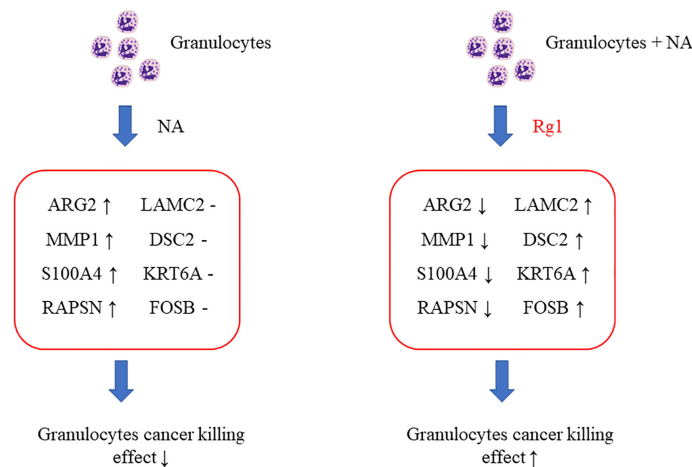 Granulocytes
NA
ARG2 ↑ LAMC2 -
MMP1 ↑ DSC2 -
S100A4 ↑ KRT6A -
RAPSN ↑ FOSB -
Granulocytes cancer killing
effect ↓
Granulocytes + NA
Rg1
ARG2 ↓ LAMC2 ↑
MMP1 ↓ DSC2 ↑
S100A4 ↓ KRT6A ↑
RAPSN ↓ FOSB ↑
Granulocytes cancer killing
effect ↑